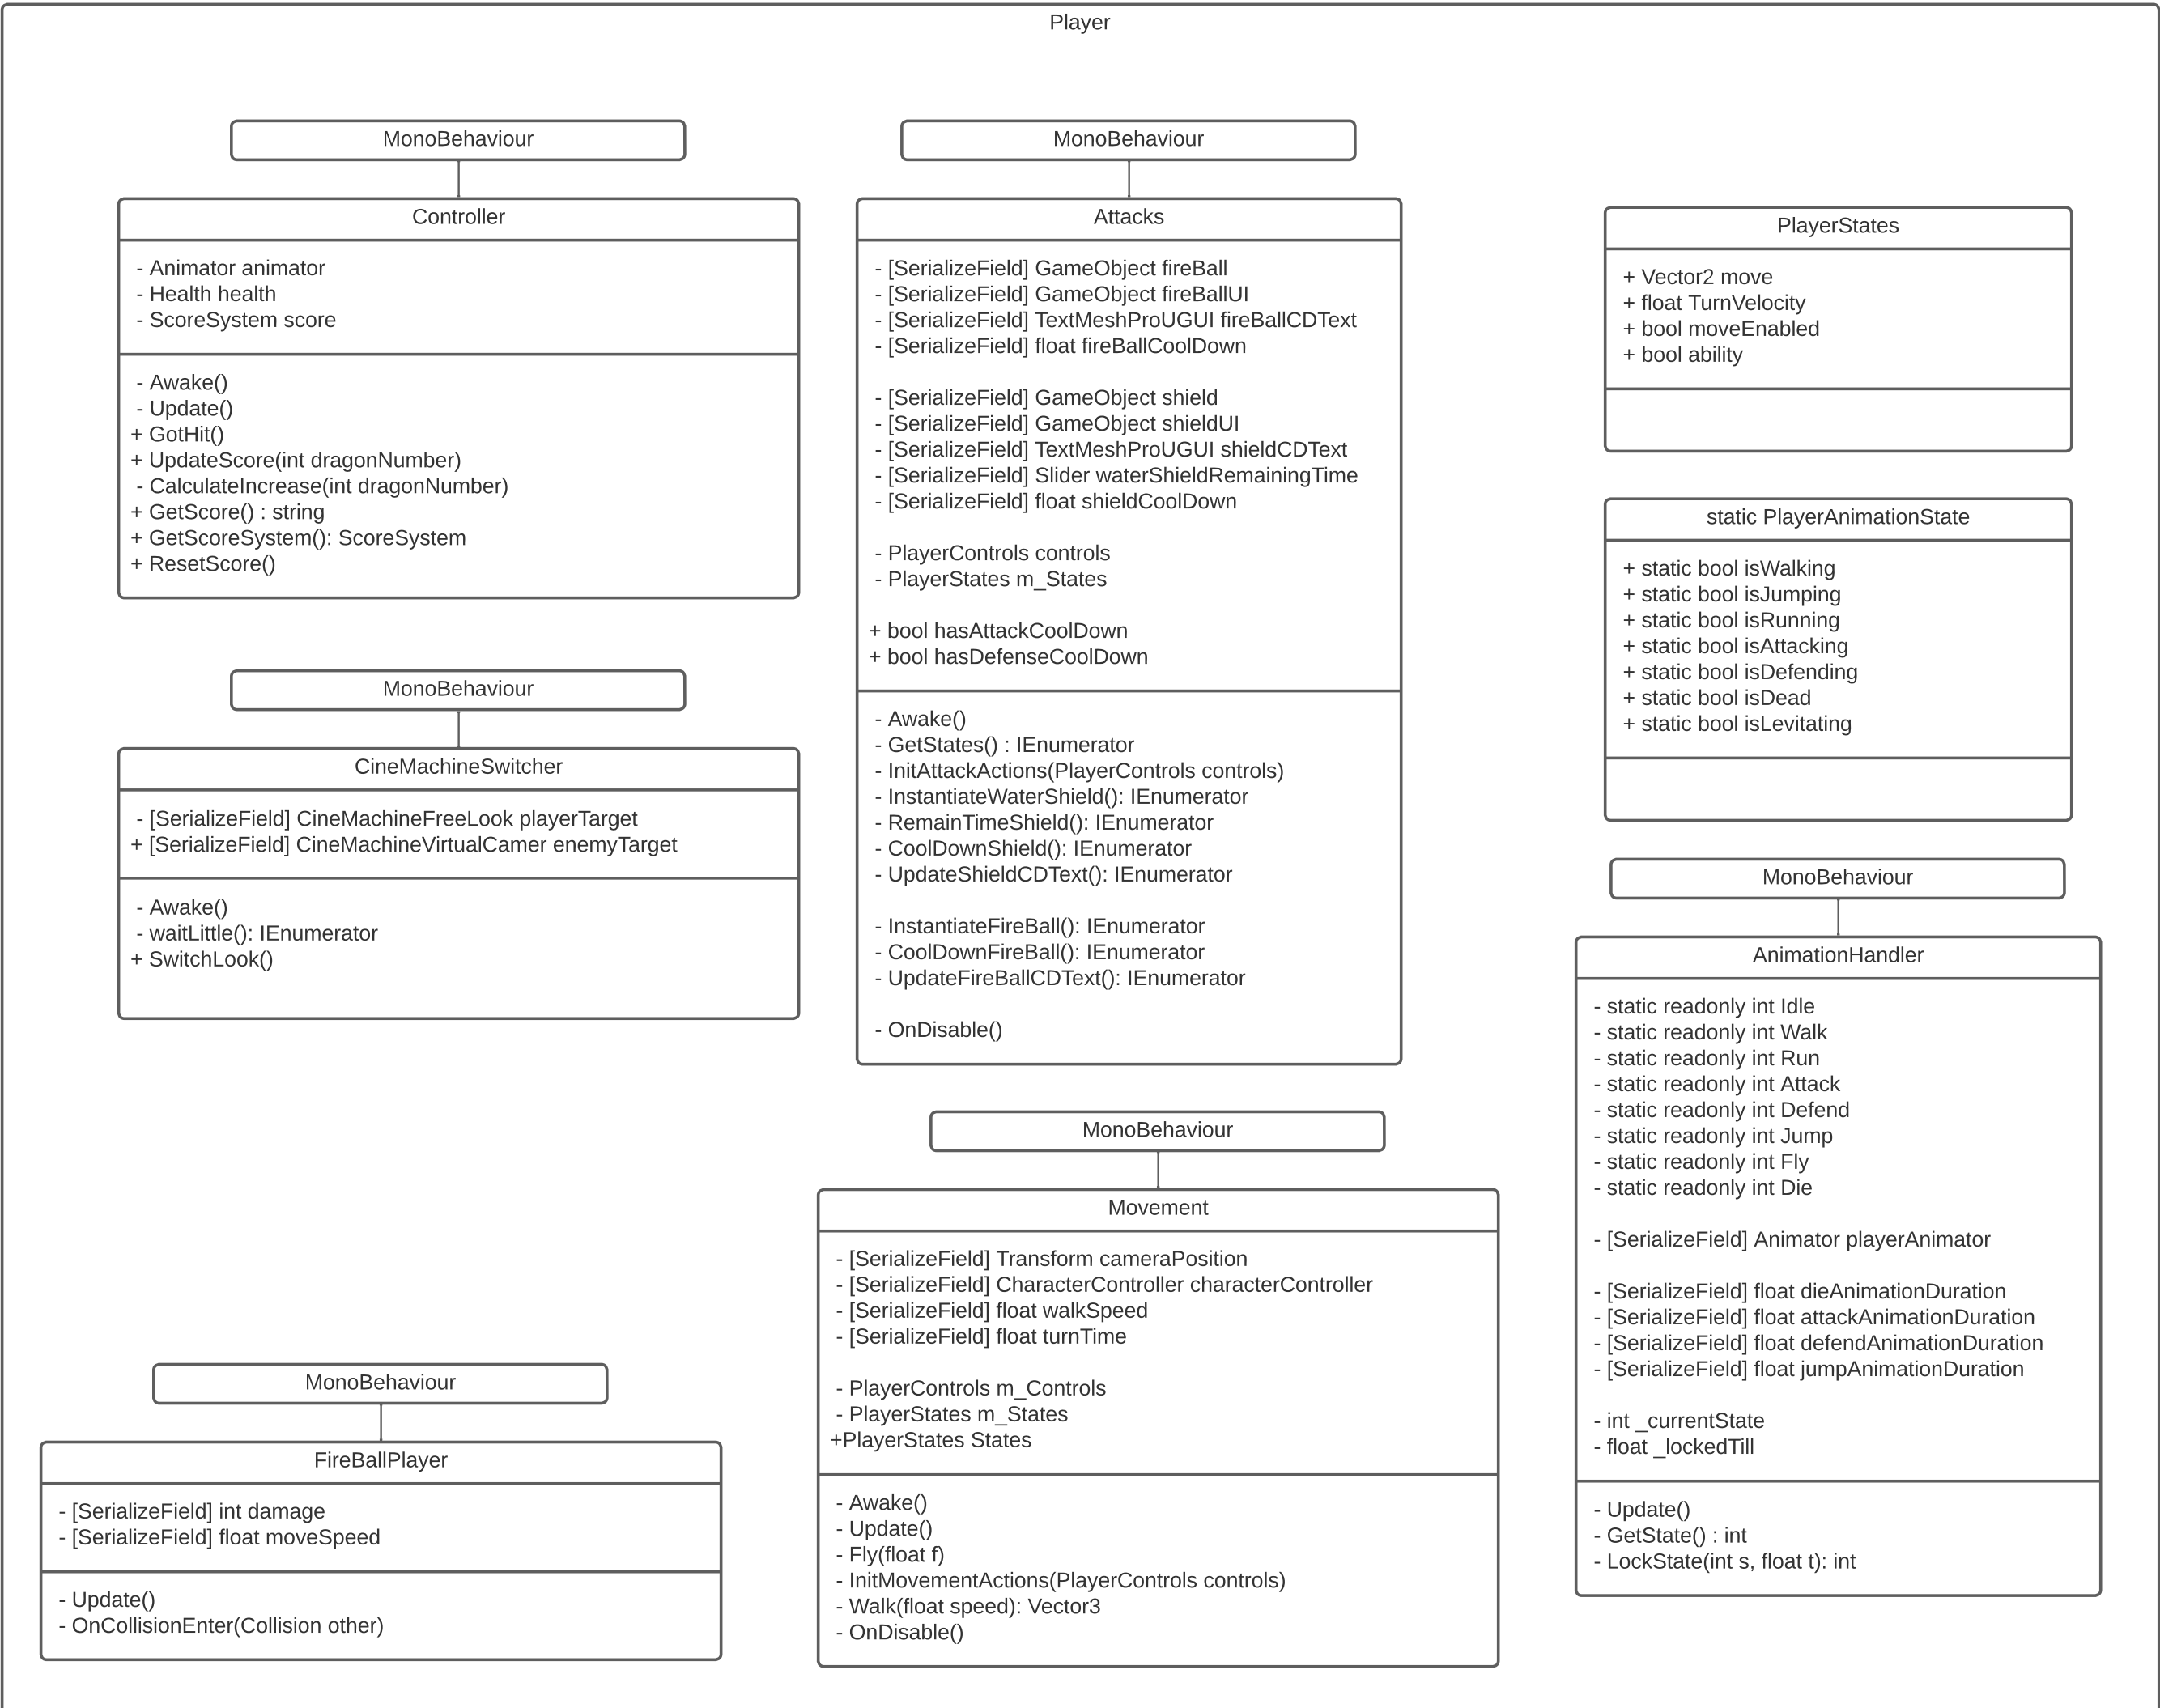 Player
MonoBehaviour
Controller
- Animator animator
- Health health
- ScoreSystem score
- Awake()
- Update()
+ GotHit()
+ UpdateScore(int dragonNumber)
- CalculateIncrease(int dragonNumber)
+ GetScore() : string
+ GetScoreSystem(): ScoreSystem
+ ResetScore()
MonoBehaviour
CineMachineSwitcher
- [SerializeField] CineMachineFreeLook playerTarget
+ [SerializeField] CineMachineVirtualCamer enemyTarget
- Awake()
- waitLittle(): IEnumerator
+ SwitchLook()
MonoBehaviour
FireBallPlayer
- [SerializeField] int damage
- [SerializeField] float moveSpeed
- Update()
- OnCollisionEnter(Collision other)
MonoBehaviour
Attacks
- [SerializeField] GameObject fireBall
- [SerializeField] GameObject fireBallUI
- [SerializeField] TextMeshProUGUI fireBallCDText
- [SerializeField] float fireBallCoolDown
- [SerializeField] GameObject shield
- [SerializeField] GameObject shieldUI
- [SerializeField] TextMeshProUGUI shieldCDText
- [SerializeField] Slider waterShieldRemainingTime
- [SerializeField] float shieldCoolDown
- PlayerControls controls
- PlayerStates m_States
+ bool hasAttackCoolDown
+ bool hasDefenseCoolDown
- Awake()
- GetStates() : IEnumerator
- InitAttackActions(PlayerControls controls)
- InstantiateWaterShield(): IEnumerator
- RemainTimeShield(): IEnumerator
- CoolDownShield(): IEnumerator
- UpdateShieldCDText(): IEnumerator
- InstantiateFireBall(): IEnumerator
- CoolDownFireBall(): IEnumerator
- UpdateFireBallCDText(): IEnumerator
- OnDisable()
MonoBehaviour
Movement
- [SerializeField] Transform cameraPosition
- [SerializeField] CharacterController characterController
- [SerializeField] float walkSpeed
- [SerializeField] float turnTime
- PlayerControls m_Controls
- PlayerStates m_States
+PlayerStates States
- Awake()
- Update()
- Fly(float f)
- InitMovementActions(PlayerControls controls)
- Walk(float speed): Vector3
- OnDisable()
PlayerStates
+ Vector2 move
+ float TurnVelocity
+ bool moveEnabled
+ bool ability
static PlayerAnimationState
+ static bool isWalking
+ static bool isJumping
+ static bool isRunning
+ static bool isAttacking
+ static bool isDefending
+ static bool isDead
+ static bool isLevitating
MonoBehaviour
AnimationHandler
- static readonly int Idle
- static readonly int Walk
- static readonly int Run
- static readonly int Attack
- static readonly int Defend
- static readonly int Jump
- static readonly int Fly
- static readonly int Die
- [SerializeField] Animator playerAnimator
- [SerializeField] float dieAnimationDuration
- [SerializeField] float attackAnimationDuration
- [SerializeField] float defendAnimationDuration
- [SerializeField] float jumpAnimationDuration
- int _currentState
- float _lockedTill
- Update()
- GetState() : int
- LockState(int s, float t): int